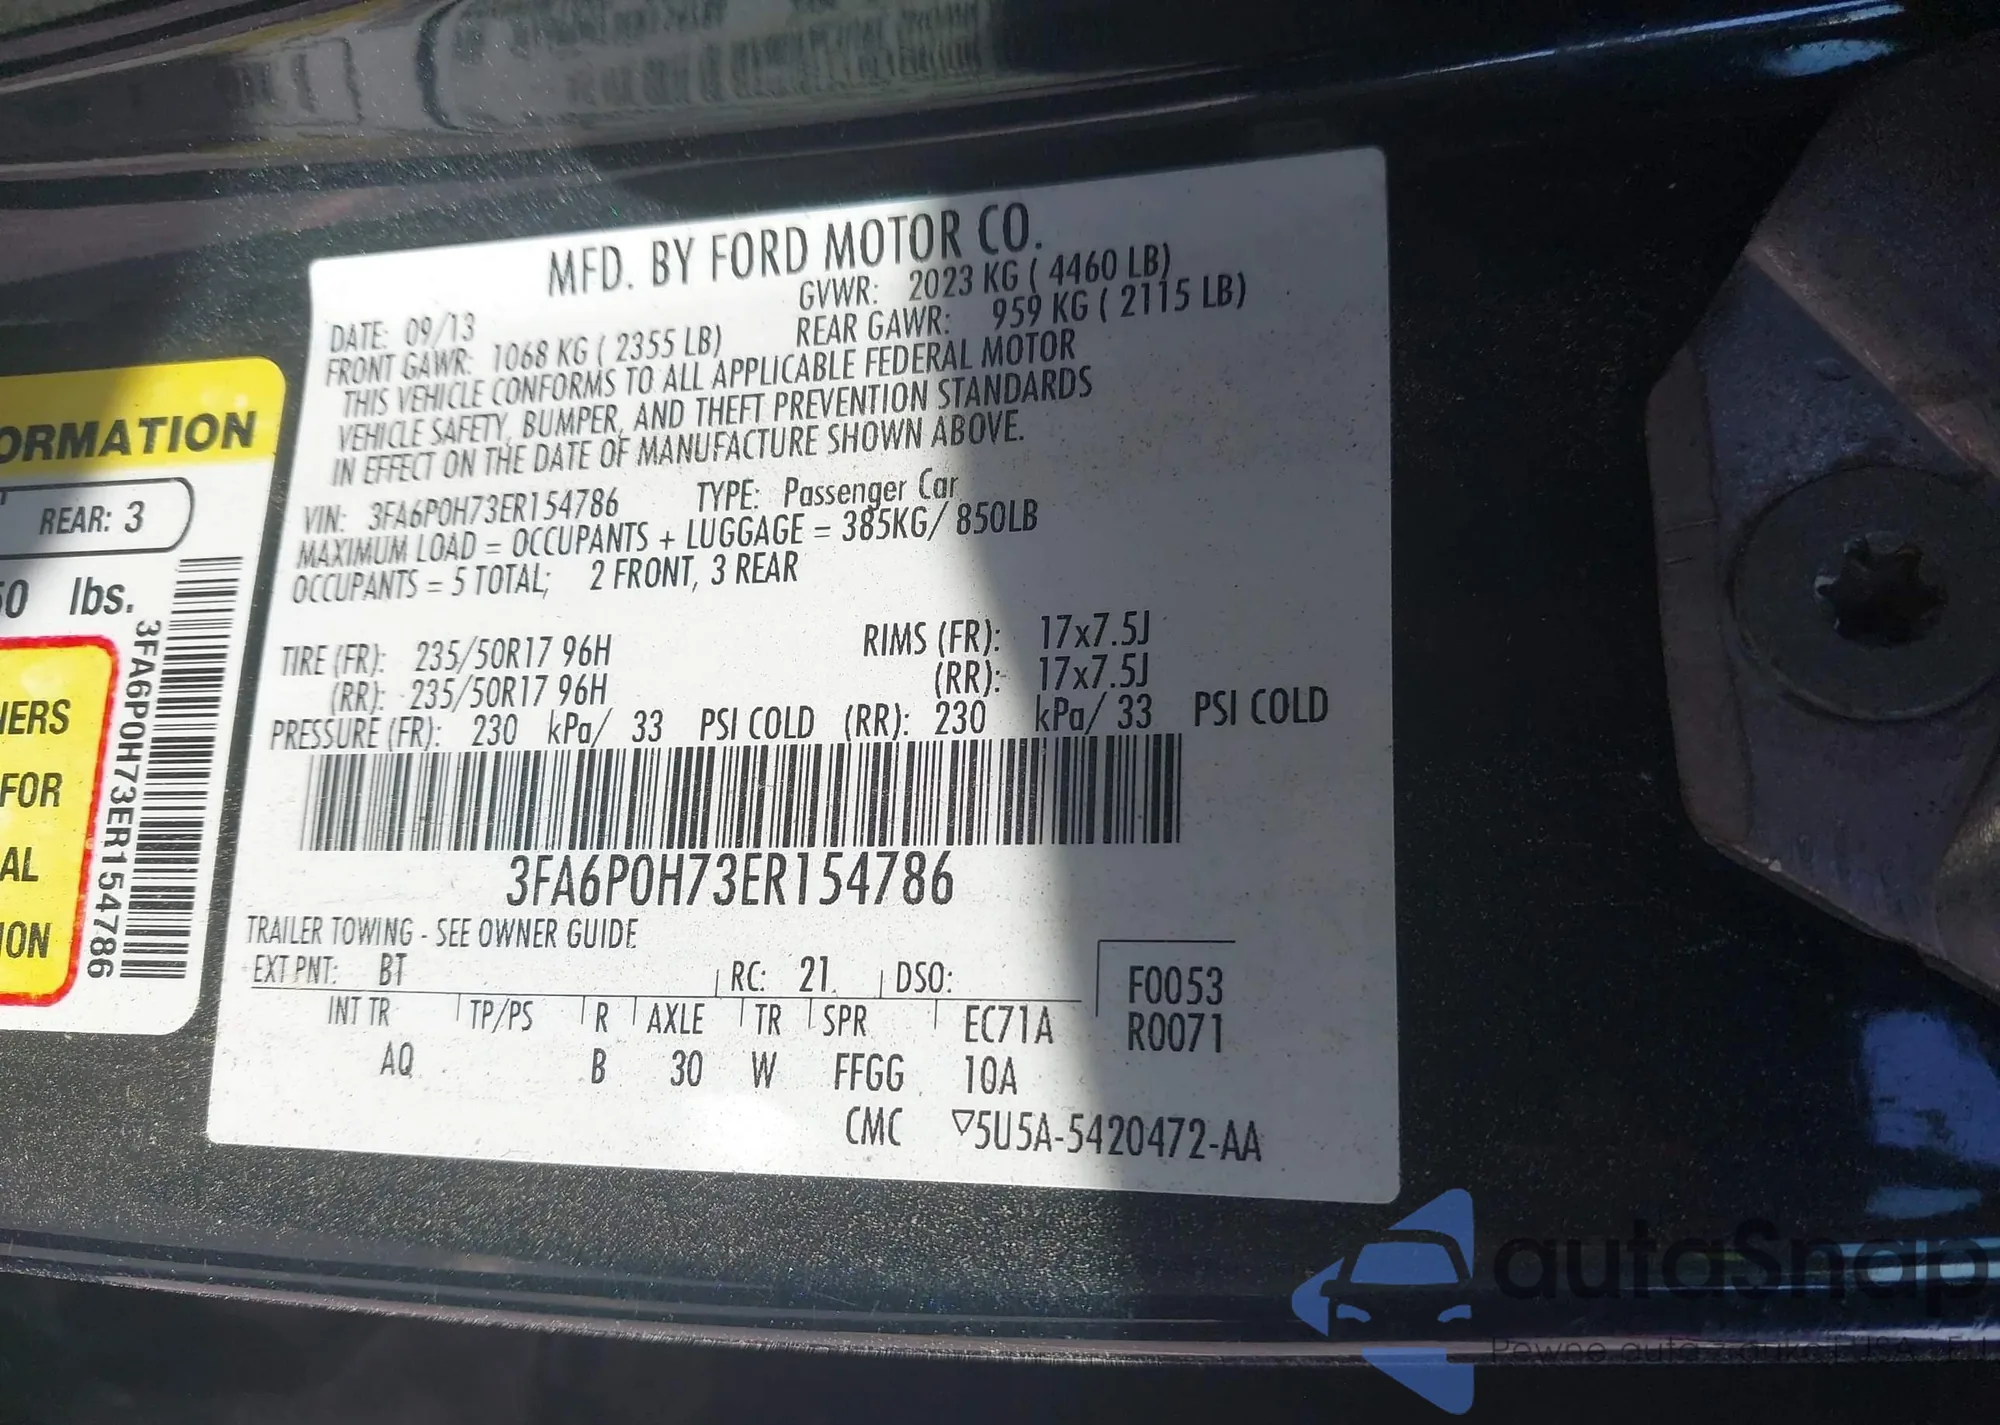 MFD. BY FORD MOTOR CO.
DATE: 09/13 GVWR: 2023 KG ( 4460 LB)
FRONT GAWR: 1068 KG ( 2355 LB) REAR GAWR: 959 KG ( 2115 LB)
THIS VEHICLE CONFORMS TO ALL APPLICABLE FEDERAL MOTOR
VEHICLE SAFETY, BUMPER, AND THEFT PREVENTION STANDARDS
IN EFFECT ON THE DATE OF MANUFACTURE SHOWN ABOVE.
VIN: 3FA6P0H73ER154786 TYPE: Passenger Car
MAXIMUM LOAD = OCCUPANTS + LUGGAGE = 385KG/ 850LB
OCCUPANTS = 5 TOTAL; 2 FRONT, 3 REAR
TIRE (FR): 235/50R17 96H RIMS (FR): 17x7.5J
(RR): 235/50R17 96H (RR): 17x7.5J
PRESSURE (FR): 230 kPa/ 33 PSI COLD (RR): 230 kPa/ 33 PSI COLD
3FA6P0H73ER154786
TRAILER TOWING - SEE OWNER GUIDE
EXT PNT: BT RC: 21 DSO: F0053
INT TR TP/PS R AXLE TR SPR EC71A R0071
AQ B 30 W FFGG 10A
CMC ▽5U5A-5420472-AA
ORMATION
REAR: 3
50 lbs.
NERS
FOR
AL
ION
3FA6P0H73ER154786
autoSnap
Pewne auta z